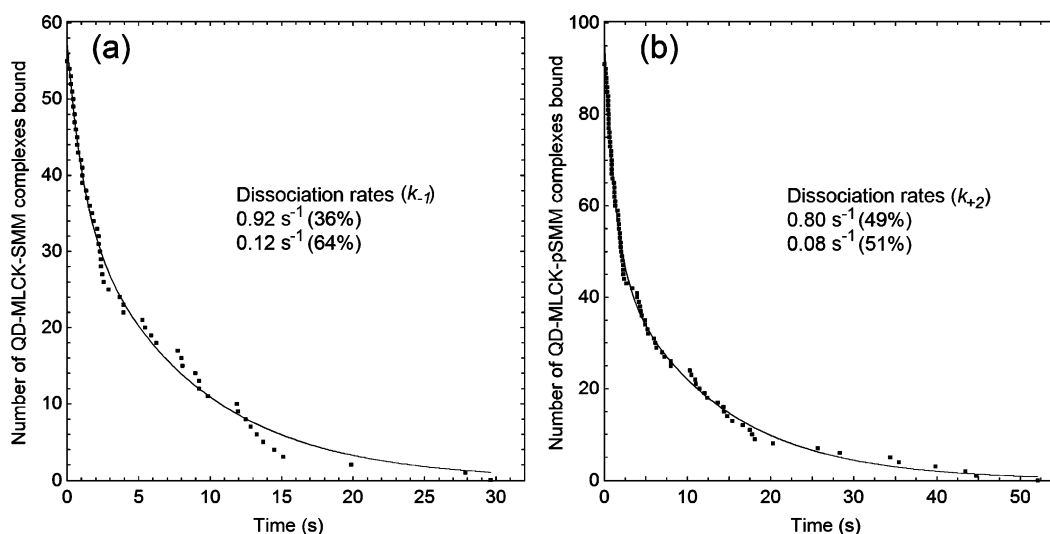 (a)
Number of QD-MLCK-SMM complexes bound
60
50
40
30
20
10
0
Dissociation rates (k-1)
0.92 s-1 (36%)
0.12 s-1 (64%)
0 5 10 15 20 25 30
Time (s)
(b)
Number of QD-MLCK-pSMM complexes bound
100
80
60
40
20
0
Dissociation rates (k+2)
0.80 s-1 (49%)
0.08 s-1 (51%)
0 10 20 30 40 50
Time (s)